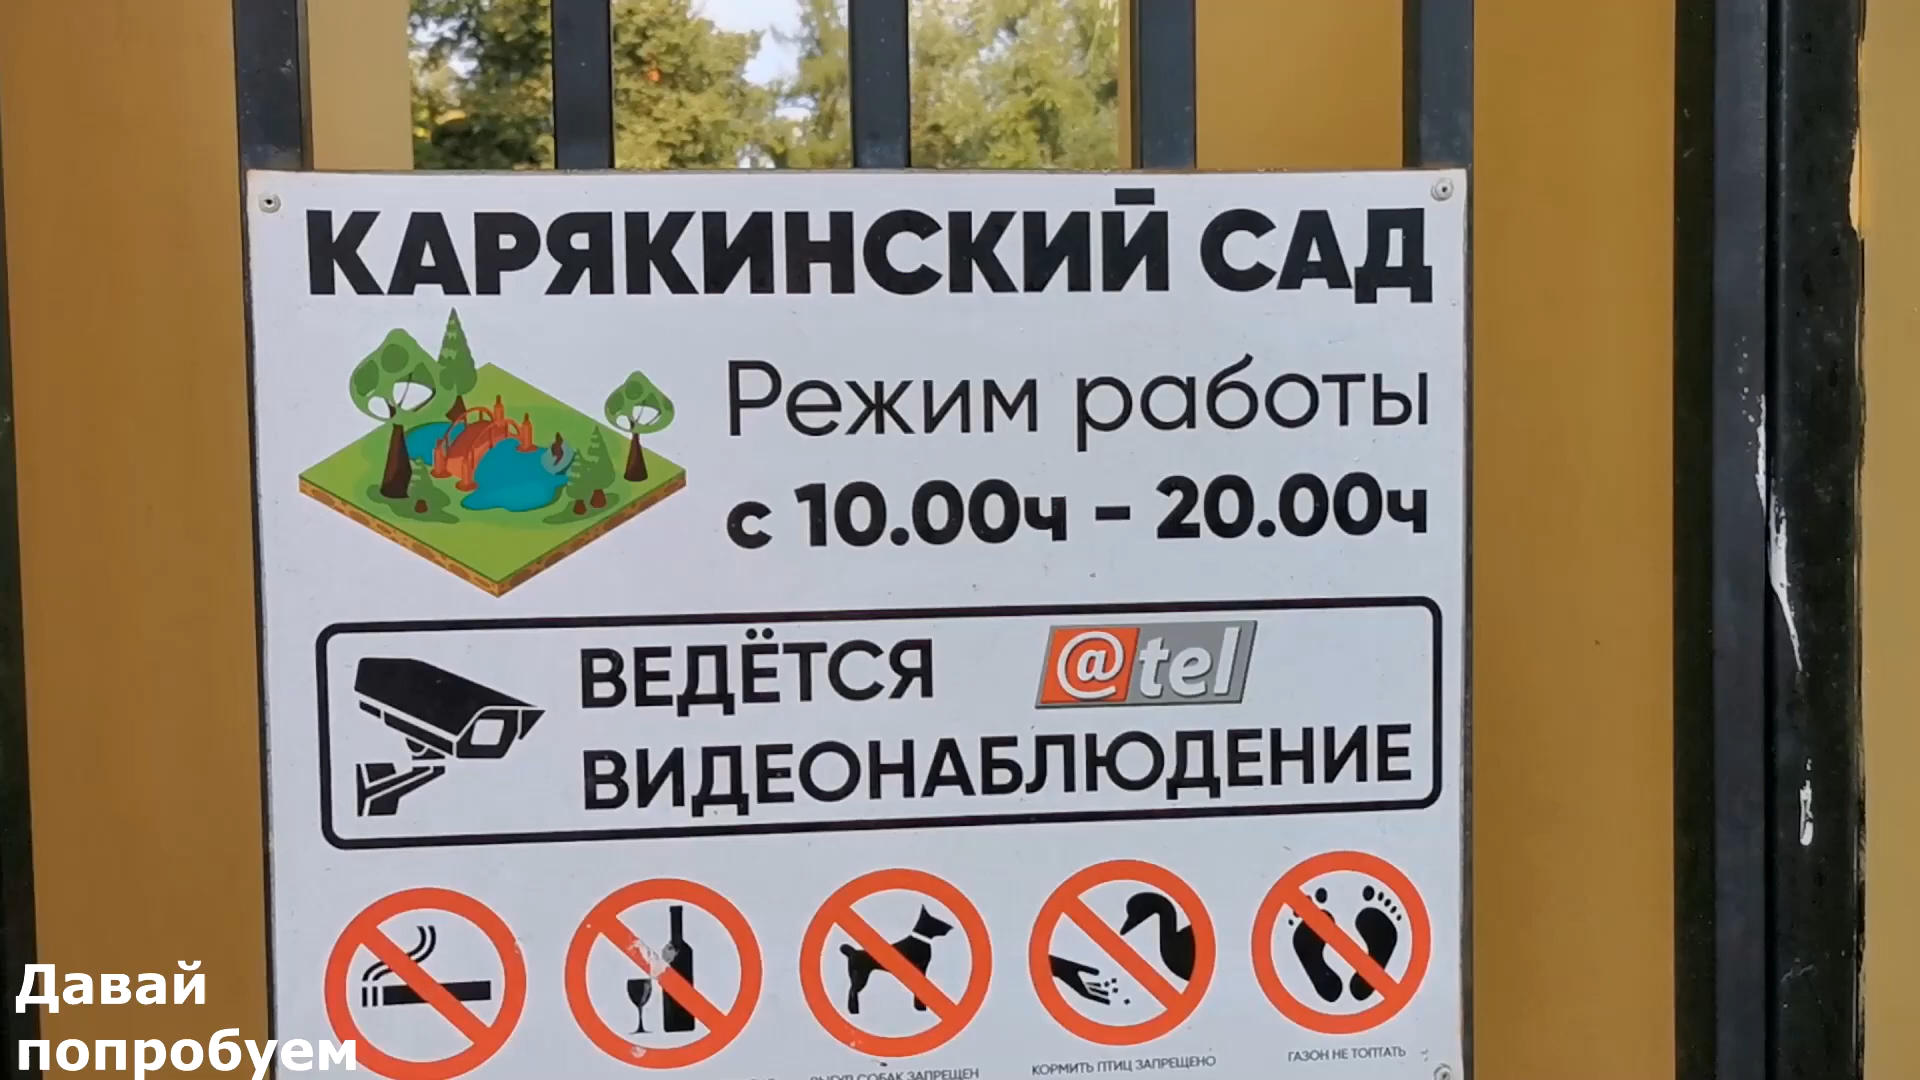 КАРЯКИНСКИЙ САД
Режим работы
с 10.00ч - 20.00ч
ВЕДЁТСЯ @tel
ВИДЕОНАБЛЮДЕНИЕ
СОБАК ЗАПРЕЩЕН
КОРМИТЬ ПТИЦ ЗАПРЕЩЕНО
ГАЗОН НЕ ТОПТАТЬ
Давай
попробуем